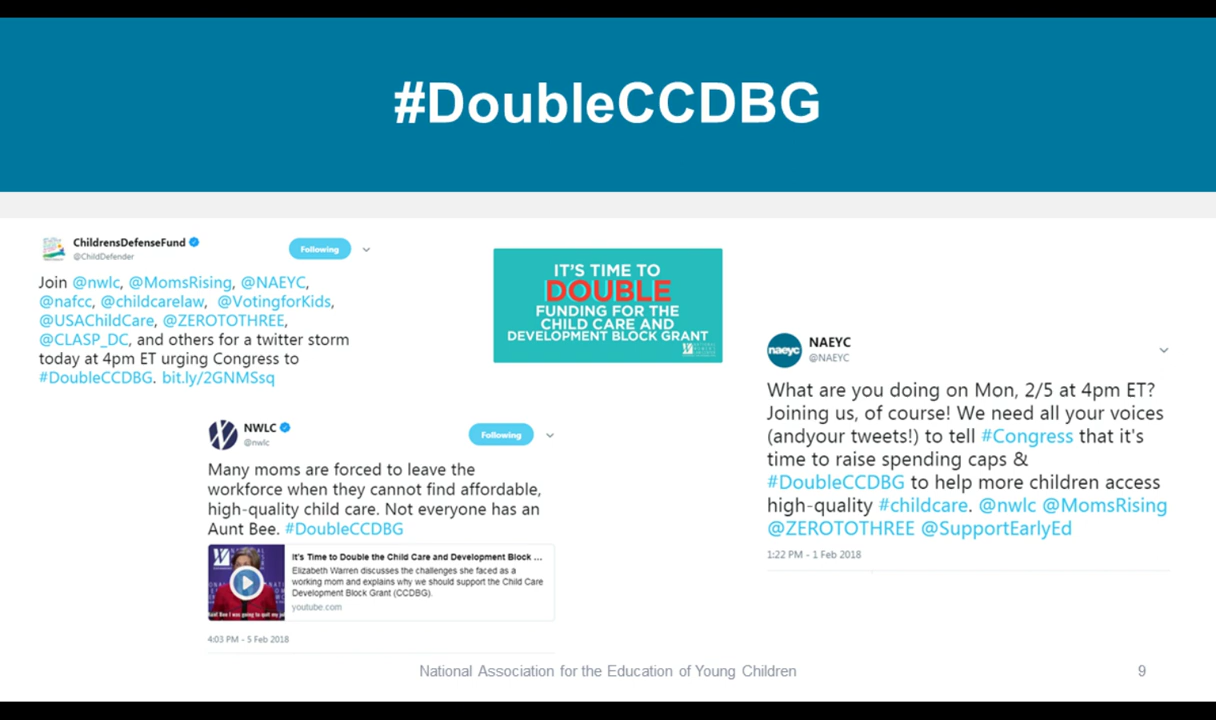 #DoubleCCDBG
ChildrensDefenseFund
@ChildDefender
Following
Join @nwlc, @MomsRising, @NAEYC,
@nafcc, @childcarelaw, @VotingforKids,
@USAChildCare, @ZEROTOTHREE,
@CLASP_DC, and others for a twitter storm
today at 4pm ET urging Congress to
#DoubleCCDBG. bit.ly/2GNMSsq
IT'S TIME TO
DOUBLE
FUNDING FOR THE
CHILD CARE AND
DEVELOPMENT BLOCK GRANT
NWLC
@nwlc
Following
Many moms are forced to leave the
workforce when they cannot find affordable,
high-quality child care. Not everyone has an
Aunt Bee. #DoubleCCDBG
It's Time to Double the Child Care and Development Block ...
Elizabeth Warren discusses the challenges she faced as a
working mom and explains why we should support the Child Care
Development Block Grant (CCDBG).
youtube.com
4:03 PM - 5 Feb 2018
naeyc
NAEYC
@NAEYC
What are you doing on Mon, 2/5 at 4pm ET?
Joining us, of course! We need all your voices
(andyour tweets!) to tell #Congress that it's
time to raise spending caps &
#DoubleCCDBG to help more children access
high-quality #childcare. @nwlc @MomsRising
@ZEROTOTHREE @SupportEarlyEd
1:22 PM - 1 Feb 2018
National Association for the Education of Young Children
9